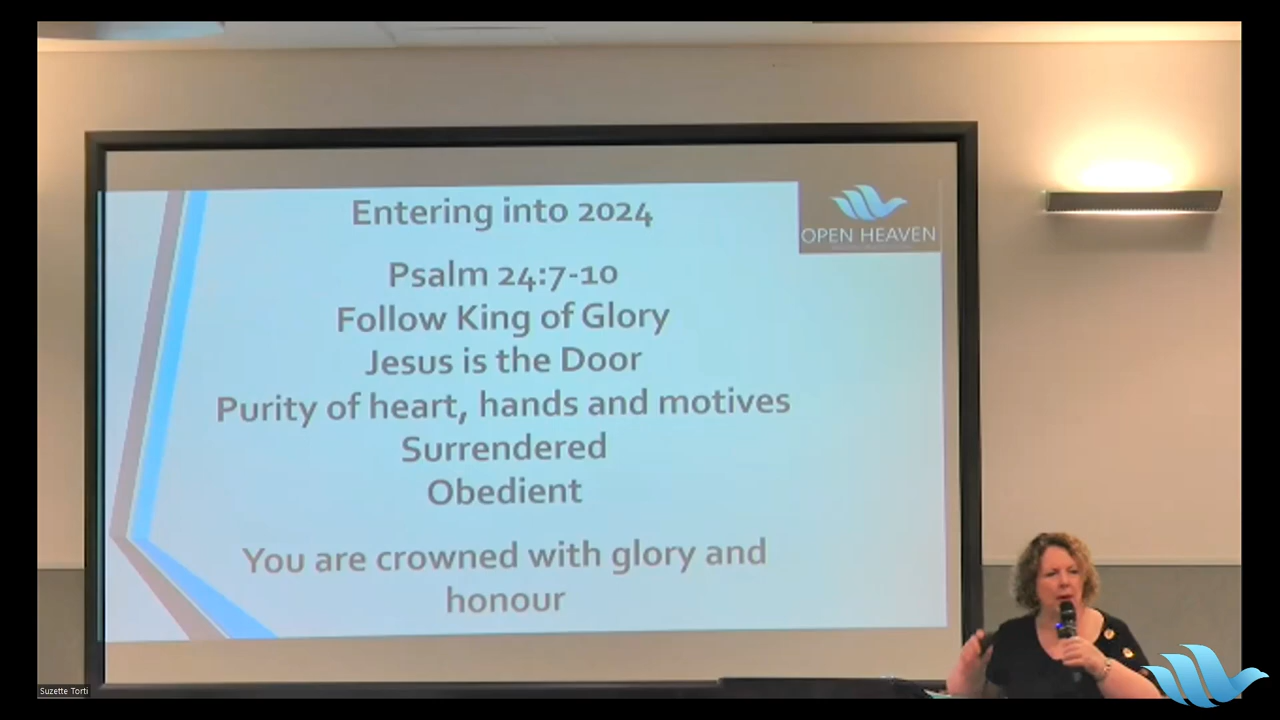 Entering into 2024
OPEN HEAVEN
Psalm 24:7-10
Follow King of Glory
Jesus is the Door
Purity of heart, hands and motives
Surrendered
Obedient
You are crowned with glory and
honour
Suzette Torti